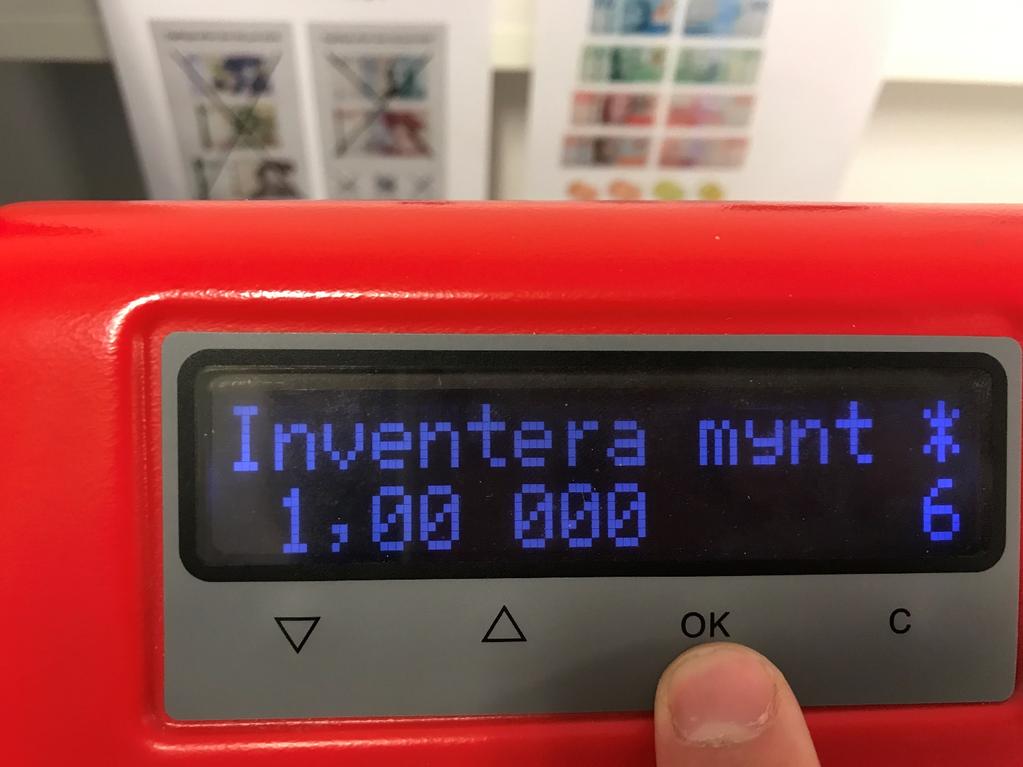 Inventera mynt *
1,00 000 6
▽ △ OK C